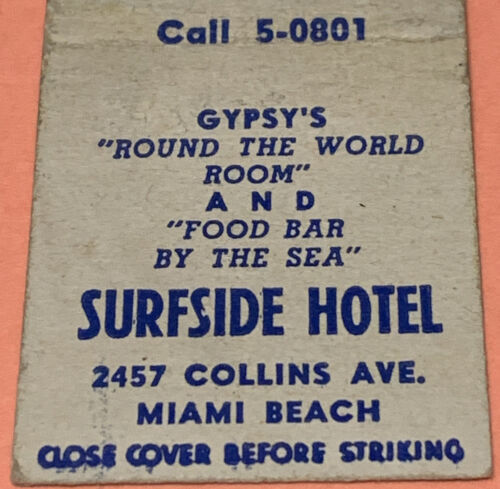 Call 5-0801
GYPSY'S
"ROUND THE WORLD
ROOM"
AND
"FOOD BAR
BY THE SEA"
SURFSIDE HOTEL
2457 COLLINS AVE.
MIAMI BEACH
CLOSE COVER BEFORE STRIKING